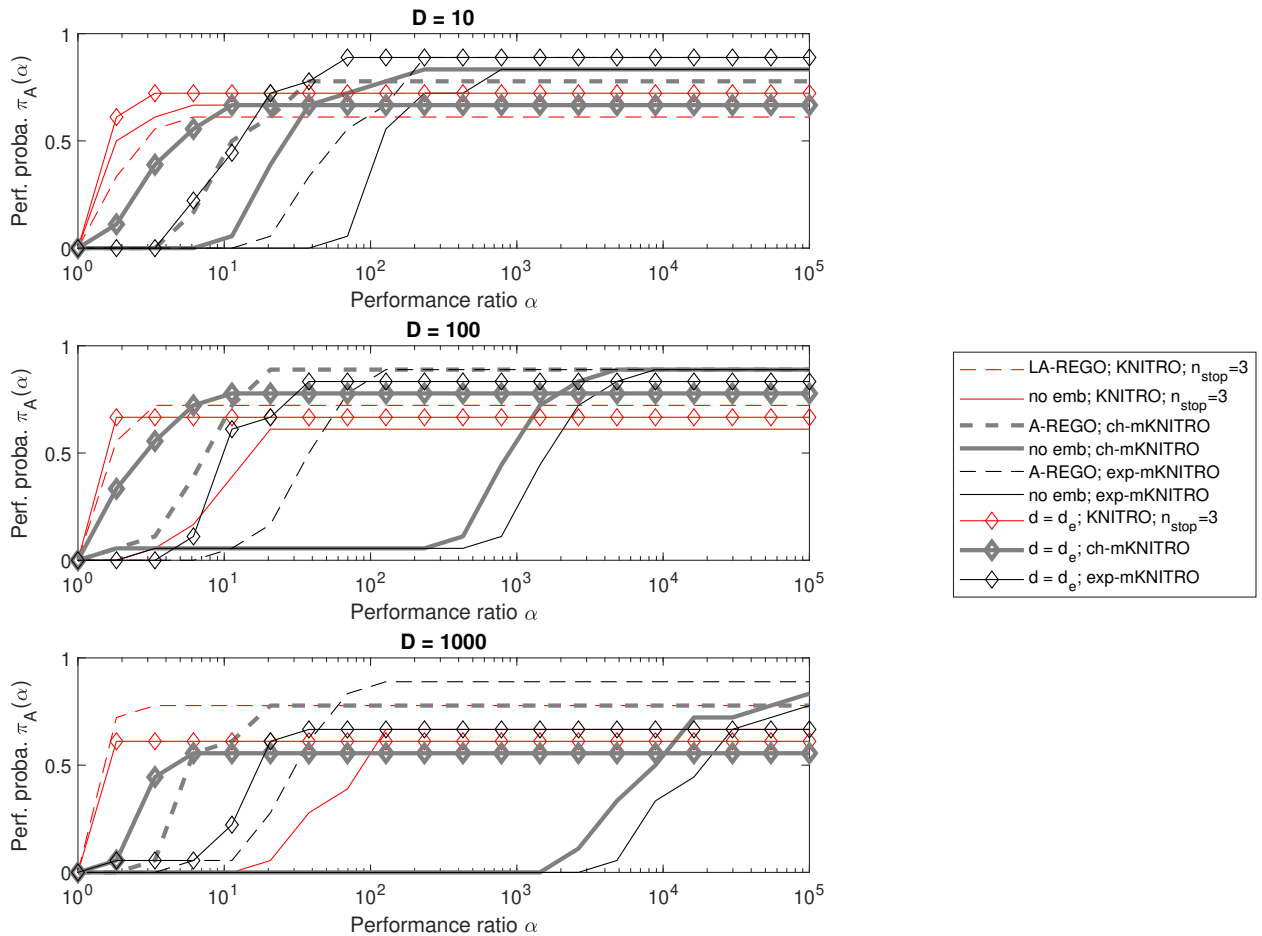 D = 10
Perf. proba. π_A(α)
1
0.5
0
10^0
10^1
10^2
10^3
10^4
10^5
Performance ratio α
D = 100
Perf. proba. π_A(α)
1
0.5
0
10^0
10^1
10^2
10^3
10^4
10^5
Performance ratio α
D = 1000
Perf. proba. π_A(α)
1
0.5
0
10^0
10^1
10^2
10^3
10^4
10^5
Performance ratio α
LA-REGO; KNITRO; n_stop=3
no emb; KNITRO; n_stop=3
A-REGO; ch-mKNITRO
no emb; ch-mKNITRO
A-REGO; exp-mKNITRO
no emb; exp-mKNITRO
d = d_e; KNITRO; n_stop=3
d = d_e; ch-mKNITRO
d = d_e; exp-mKNITRO